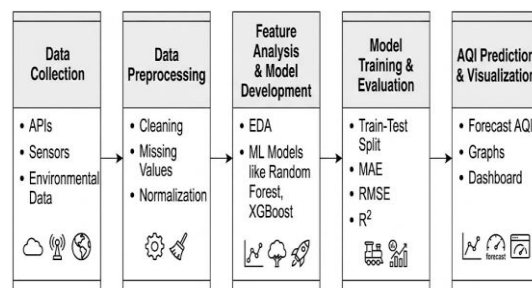 Data
Collection
• APIs
• Sensors
• Environmental
Data
Data
Preprocessing
• Cleaning
• Missing
Values
• Normalization
Feature
Analysis
& Model
Development
• EDA
• ML Models
like Random
Forest,
XGBoost
Model
Training &
Evaluation
• Train-Test
Split
• MAE
• RMSE
• R²
AQI Prediction
& Visualization
• Forecast AQI
• Graphs
• Dashboard
forecast